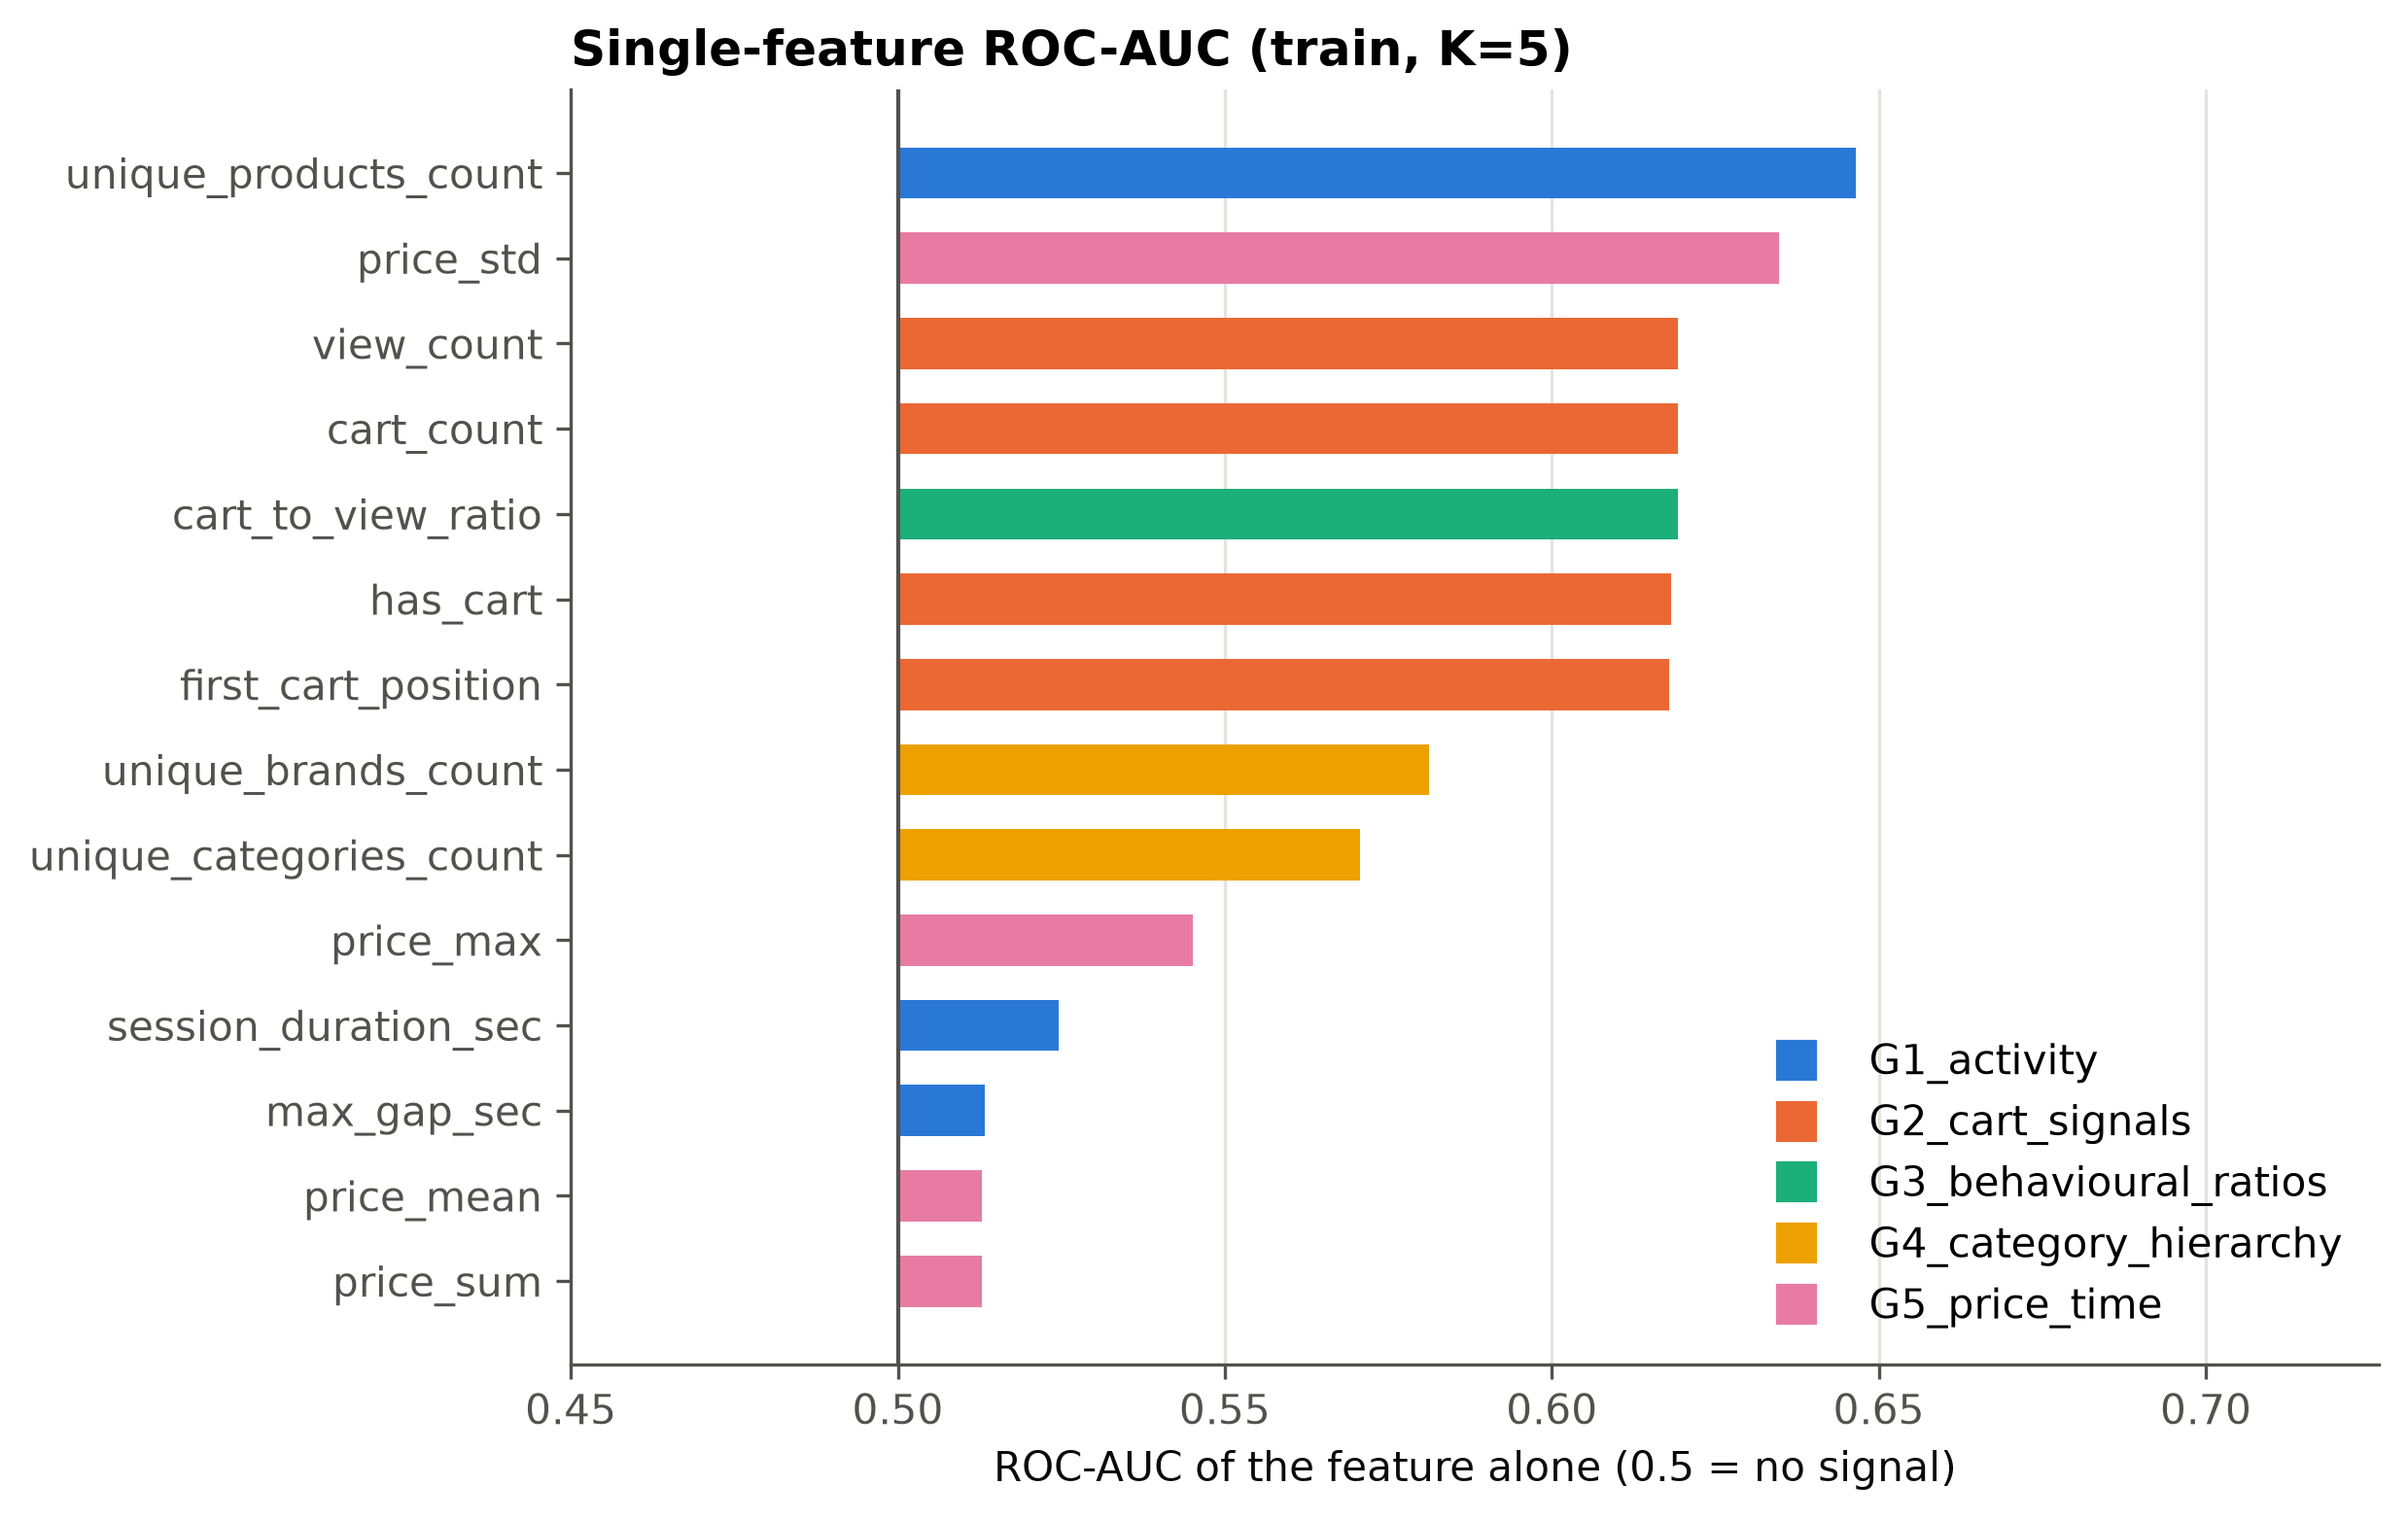 Single-feature ROC-AUC (train, K=5)
unique_products_count
price_std
view_count
cart_count
cart_to_view_ratio
has_cart
first_cart_position
unique_brands_count
unique_categories_count
price_max
session_duration_sec
max_gap_sec
price_mean
price_sum
G1_activity
G2_cart_signals
G3_behavioural_ratios
G4_category_hierarchy
G5_price_time
0.45 0.50 0.55 0.60 0.65 0.70
ROC-AUC of the feature alone (0.5 = no signal)